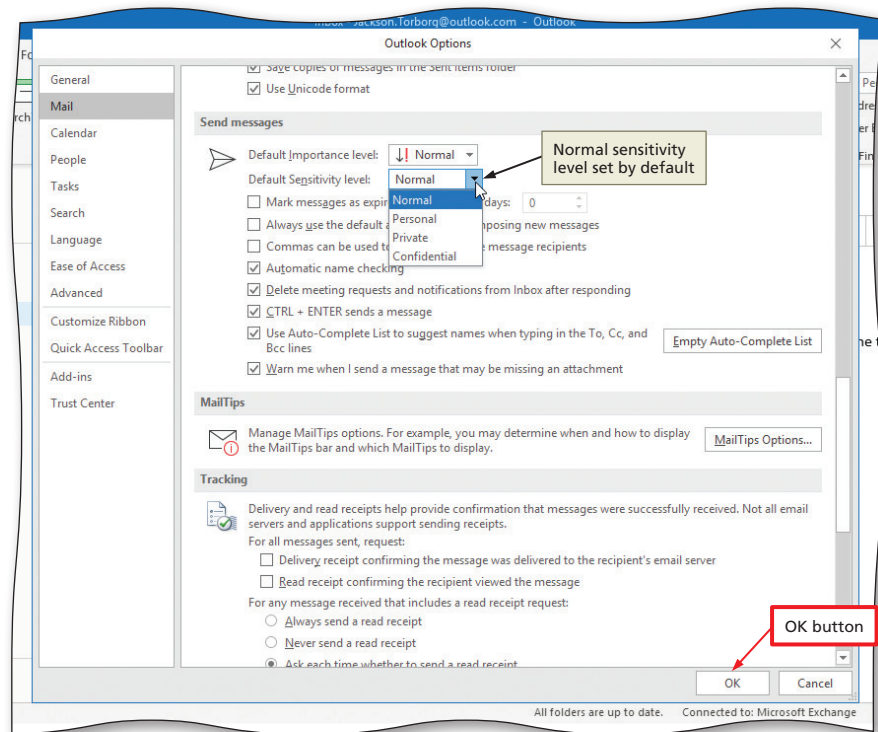 Inbox - Jackson.Torborg@outlook.com - Outlook
Outlook Options
Fo
rch
General
Mail
Calendar
People
Tasks
Search
Language
Ease of Access
Advanced
Customize Ribbon
Quick Access Toolbar
Add-ins
Trust Center
Save copies of messages in the Sent Items folder
Use Unicode format
Send messages
Default Importance level: Normal
Default Sensitivity level: Normal
Normal
Personal
Private
Confidential
Normal sensitivity
level set by default
Mark messages as expir days: 0
Always use the default a mposing new messages
Commas can be used to e message recipients
Automatic name checking
Delete meeting requests and notifications from Inbox after responding
CTRL + ENTER sends a message
Use Auto-Complete List to suggest names when typing in the To, Cc, and
Bcc lines
Empty Auto-Complete List
Warn me when I send a message that may be missing an attachment
MailTips
Manage MailTips options. For example, you may determine when and how to display
the MailTips bar and which MailTips to display.
MailTips Options...
Tracking
Delivery and read receipts help provide confirmation that messages were successfully received. Not all email
servers and applications support sending receipts.
For all messages sent, request:
Delivery receipt confirming the message was delivered to the recipient's email server
Read receipt confirming the recipient viewed the message
For any message received that includes a read receipt request:
Always send a read receipt
Never send a read receipt
Ask each time whether to send a read receipt
OK button
OK Cancel
Pe
dre
er E
Fin
ne t
All folders are up to date. Connected to: Microsoft Exchange